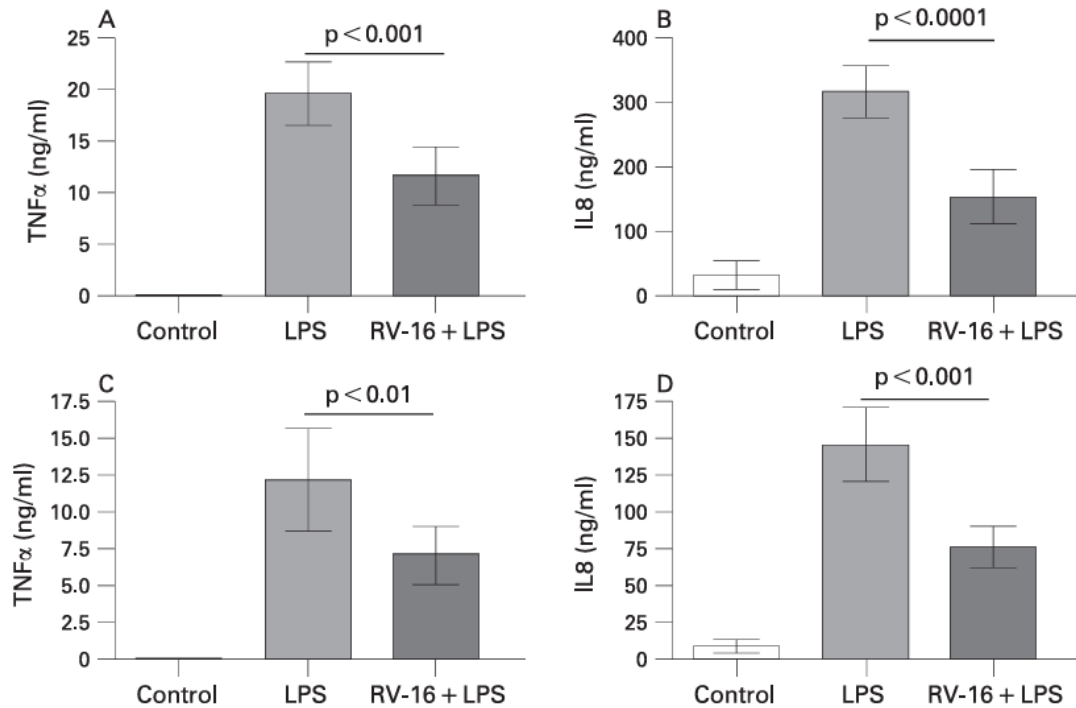 A
p < 0.001
TNFα (ng/ml)
25
20
15
10
5
0
Control LPS RV-16 + LPS
B
p < 0.0001
IL8 (ng/ml)
400
300
200
100
0
Control LPS RV-16 + LPS
C
p < 0.01
TNFα (ng/ml)
17.5
15.0
12.5
10.0
7.5
5.0
2.5
0
Control LPS RV-16 + LPS
D
p < 0.001
IL8 (ng/ml)
175
150
125
100
75
50
25
0
Control LPS RV-16 + LPS